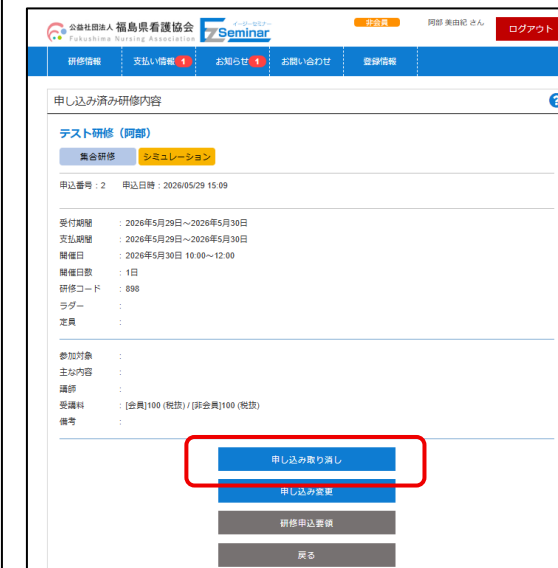 公益社団法人 福島県看護協会
Fukushima Nursing Association
イージーセミナー
EZ Seminar
非会員
阿部 美由紀 さん
ログアウト
研修情報
支払い情報 1
お知らせ 1
お問い合わせ
登録情報
申し込み済み研修内容
?
テスト研修（阿部）
集合研修
シミュレーション
申込番号：2 申込日時：2026/05/29 15:09
受付期間 : 2026年5月29日～2026年5月30日
支払期間 : 2026年5月29日～2026年5月30日
開催日 : 2026年5月30日 10:00～12:00
開催日数 : 1日
研修コード : 898
ラダー :
定員 :
参加対象 :
主な内容 :
講師 :
受講料 : [会員]100 (税抜) / [非会員]100 (税抜)
備考 :
申し込み取り消し
申し込み変更
研修申込要領
戻る